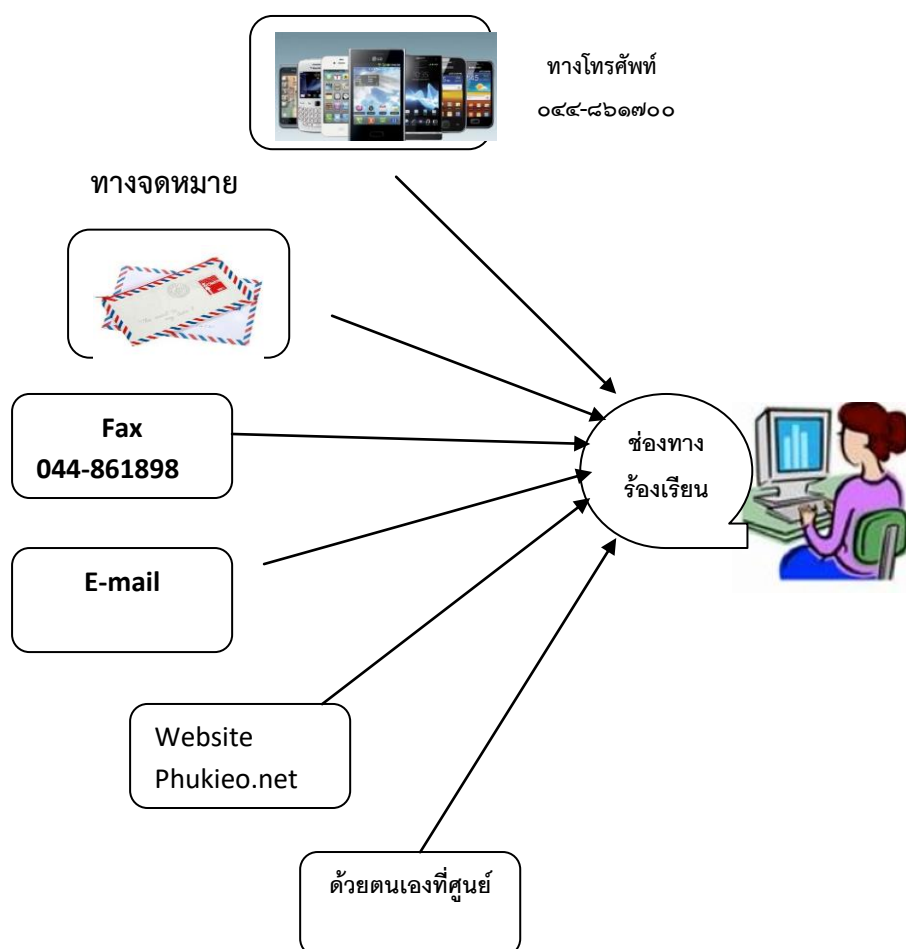 ทางโทรศัพท์
๐๔๔-๘๖๑๗๐๐
ทางจดหมาย
Fax
044-861898
ช่องทาง
ร้องเรียน
E-mail
Website
Phukieo.net
ด้วยตนเองที่ศูนย์